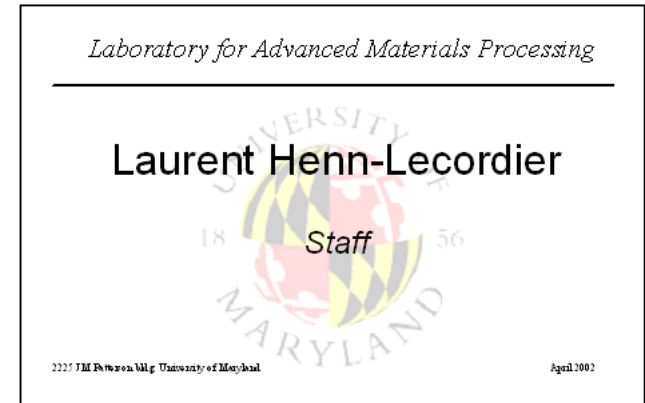 Laboratory for Advanced Materials Processing
UNIVERSITY OF
Laurent Henn-Lecordier
18 56
Staff
MARYLAND
2225 JM Patterson bldg University of Maryland April 2002